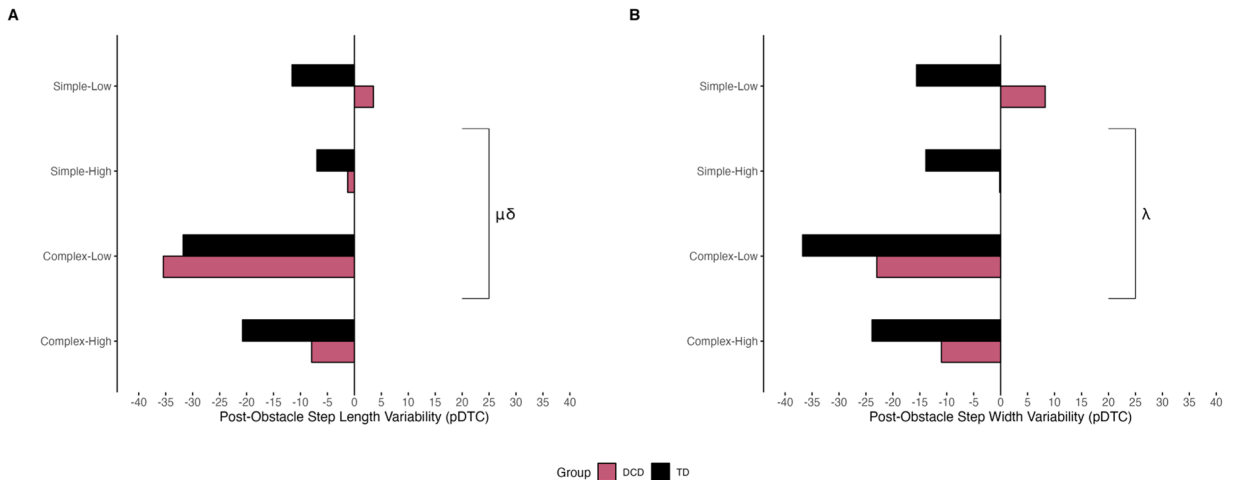 A
B
Simple-Low
Simple-High
Complex-Low
Complex-High
μδ
-40 -35 -30 -25 -20 -15 -10 -5 0 5 10 15 20 25 30 35 40
Post-Obstacle Step Length Variability (pDTC)
Simple-Low
Simple-High
Complex-Low
Complex-High
λ
-40 -35 -30 -25 -20 -15 -10 -5 0 5 10 15 20 25 30 35 40
Post-Obstacle Step Width Variability (pDTC)
Group DCD TD